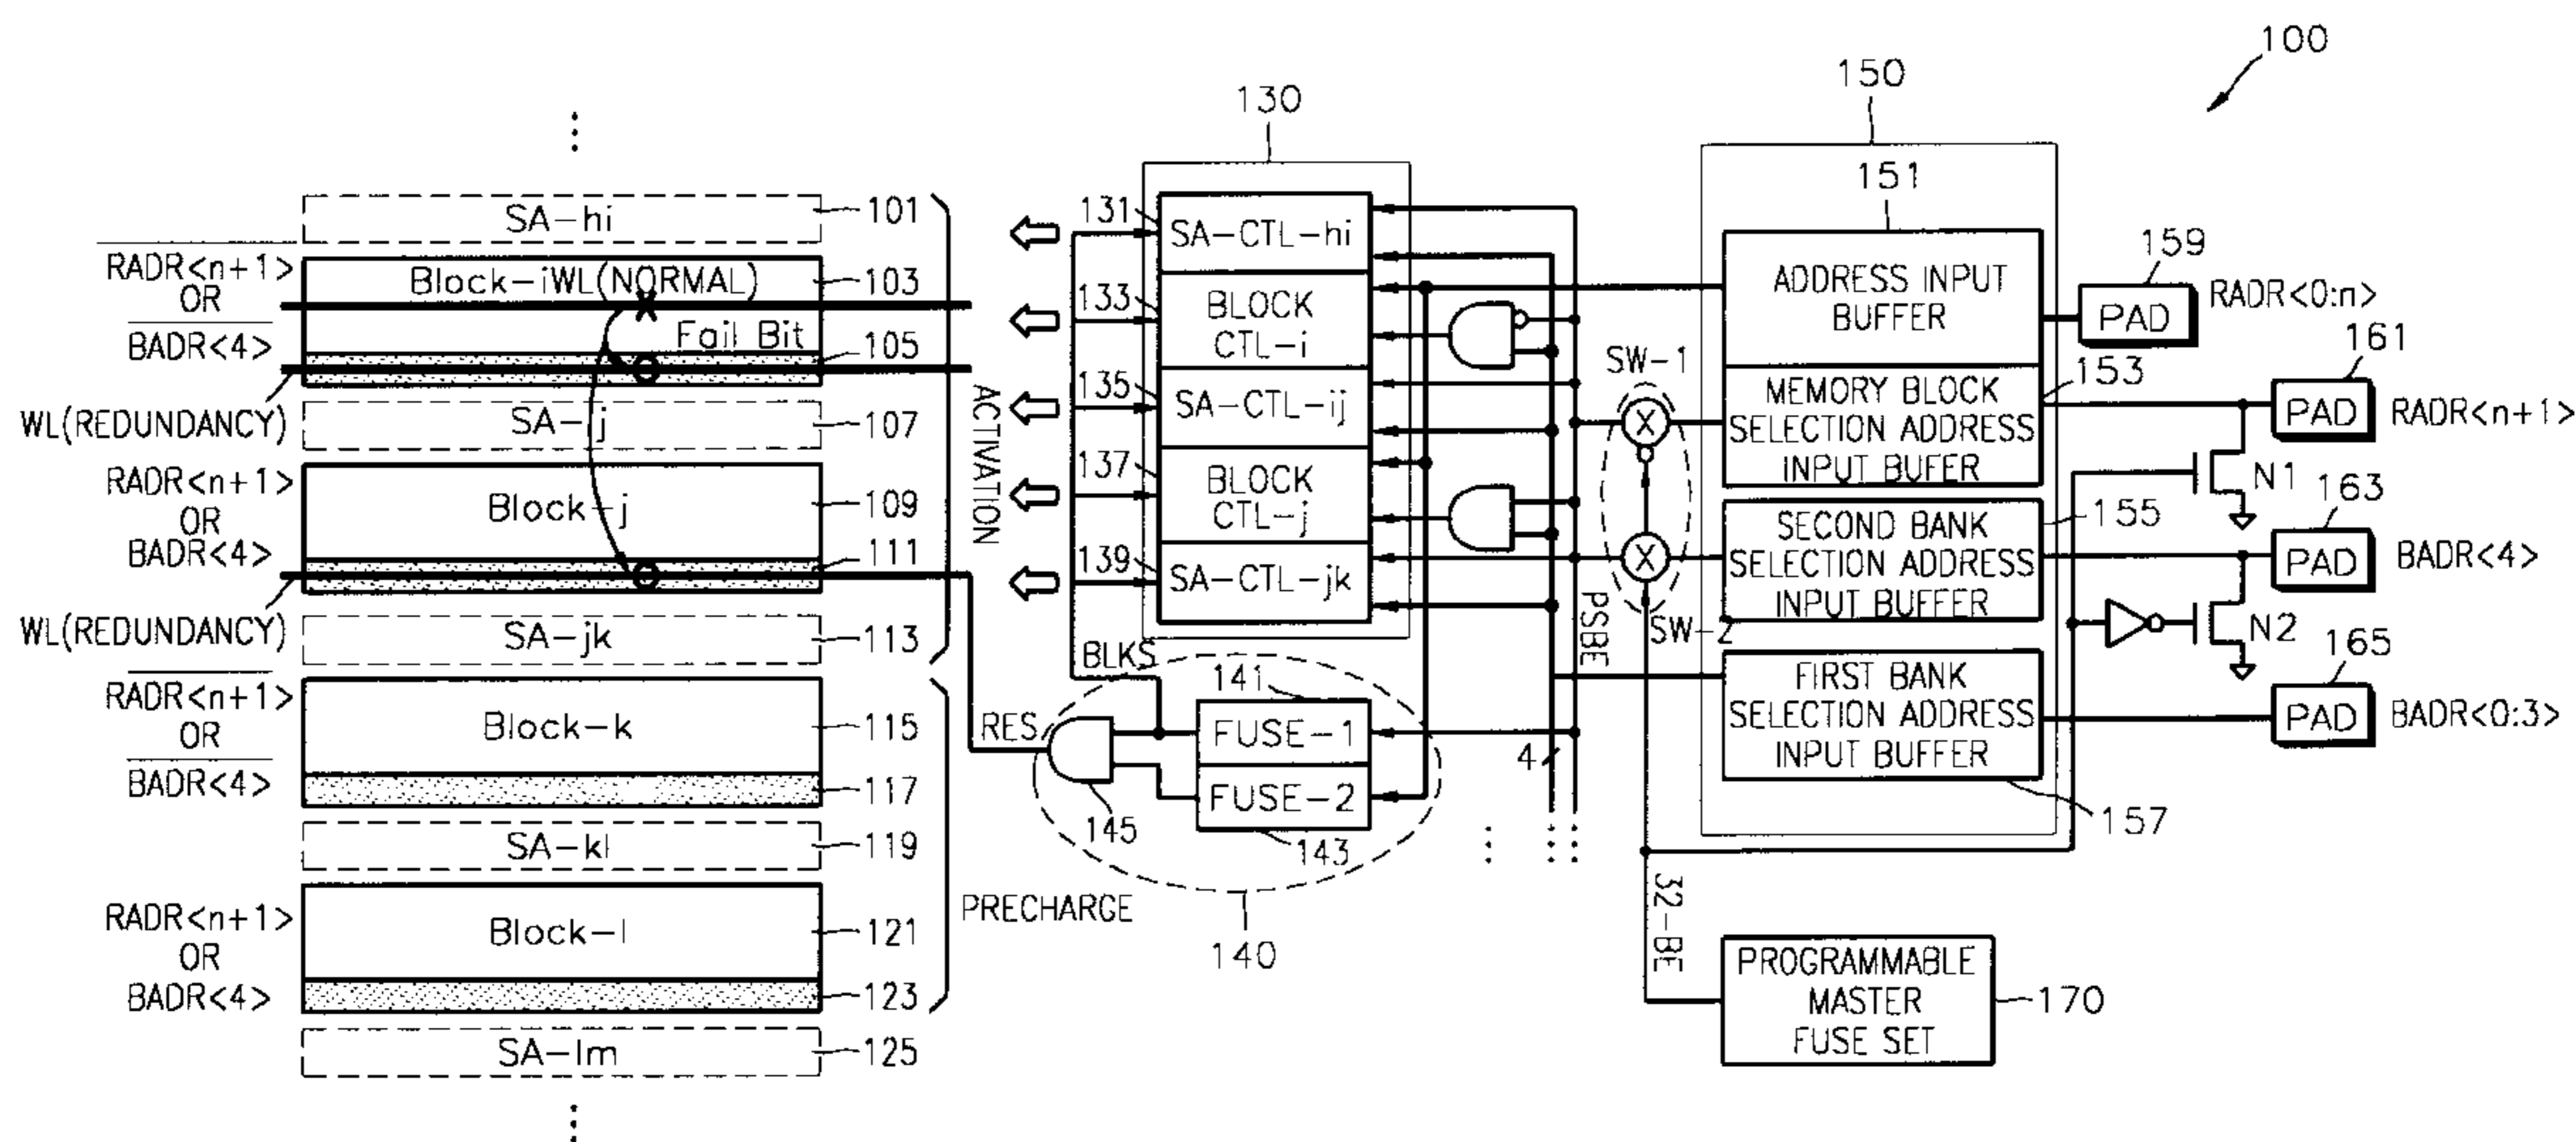 100
SA-hi
101
RADR<n+1>
OR
BADR<4>
Block-iWL(NORMAL)
103
Fail Bit
105
WL(REDUNDANCY)
SA-j
107
RADR<n+1>
OR
BADR<4>
Block-j
109
111
WL(REDUNDANCY)
SA-jk
113
RADR<n+1>
OR
BADR<4>
Block-k
115
117
SA-kl
119
RADR<n+1>
OR
BADR<4>
Block-l
121
123
SA-lm
125
ACTIVATION
PRECHARGE
130
131
SA-CTL-hi
133
BLOCK
CTL-i
135
SA-CTL-ij
137
BLOCK
CTL-j
139
SA-CTL-jk
BLKS
RES
141
FUSE-1
FUSE-2
143
145
140
4
PSBE
SW-1
SW-2
32-BE
150
151
ADDRESS INPUT
BUFFER
153
MEMORY BLOCK
SELECTION ADDRESS
INPUT BUFER
155
SECOND BANK
SELECTION ADDRESS
INPUT BUFFER
FIRST BANK
SELECTION ADDRESS
INPUT BUFFER
157
159
PAD
RADR<0:n>
161
PAD
RADR<n+1>
N1
163
PAD
BADR<4>
N2
165
PAD
BADR<0:3>
PROGRAMMABLE
MASTER
FUSE SET
170